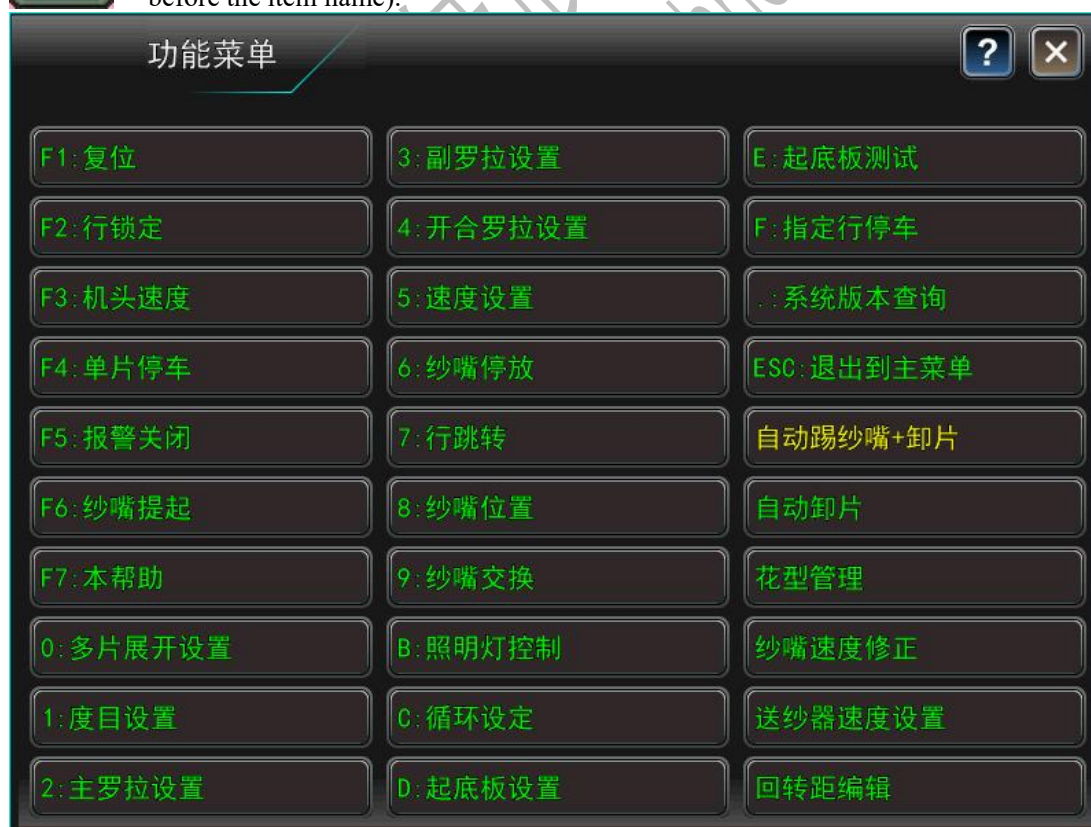 before the item name).
功能菜单
?
×
F1:复位
3:副罗拉设置
E:起底板测试
F2:行锁定
4:开合罗拉设置
F:指定行停车
F3:机头速度
5:速度设置
.:系统版本查询
F4:单片停车
6:纱嘴停放
ESC:退出到主菜单
F5:报警关闭
7:行跳转
自动踢纱嘴+卸片
F6:纱嘴提起
8:纱嘴位置
自动卸片
F7:本帮助
9:纱嘴交换
花型管理
0:多片展开设置
B:照明灯控制
纱嘴速度修正
1:度目设置
C:循环设定
送纱器速度设置
2:主罗拉设置
D:起底板设置
回转距编辑